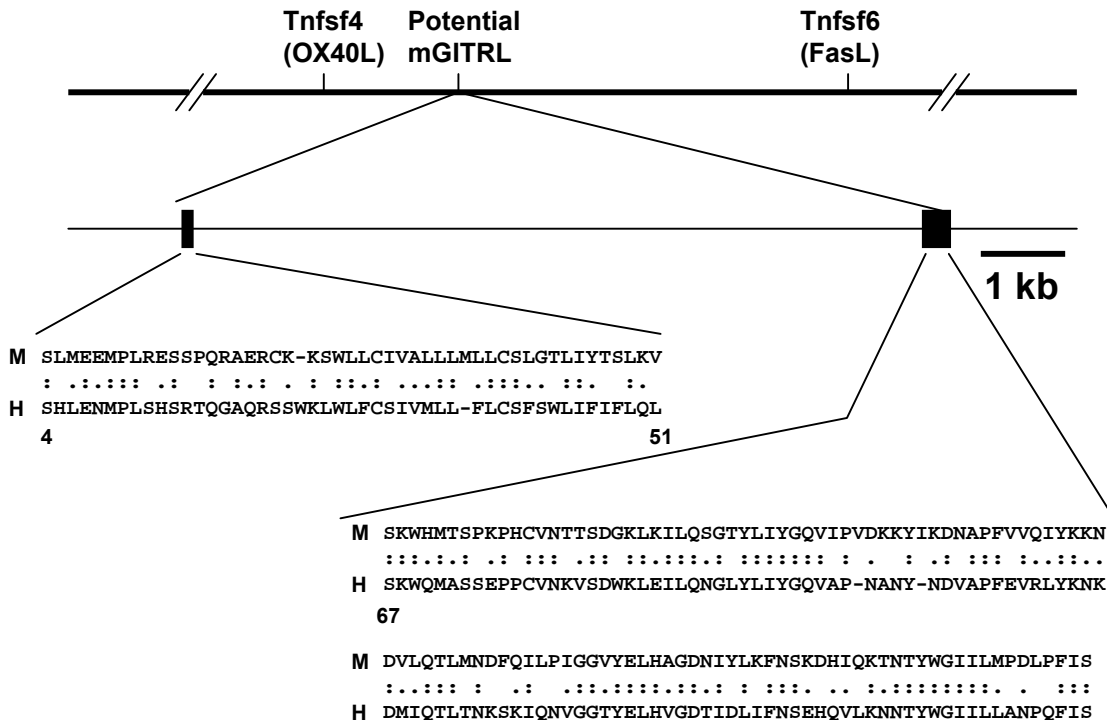 Tnfsf4 Potential Tnfsf6
(OX40L) mGITRL (FasL)
1 kb
M SLMEEMPLRESSPQRAERCK-KSWLLCIVALLLMLLCSLGTLIYTSLKV
: .:.::: .: : :.:. : .::. : ...:: .:::.. ::. :.
H SHLENMPLSHSRTQGAQRSSWKLWLFCSIVMLL-FLCSFSWLIFIFLQL
4 51
M SKWHMTSPKPHCVNTTSDGKLKILQSGTYLIYGQVIPVDKKYIKDNAPFVVQIYKKN
:::.:.: . ::: .:: :.:::. : ::::::: : . : :: ::: :.::..
H SKWQMASSEPPCVNKVSDWKLEILQNGLYLIYGQVAP-NANY-NDVAPFEVRLYKNK
67
M DVLQTLMNDFQILPIGGVYELHAGDNIYLKFNSKDHIQKTNTYWGIILMPDLPFIS
:..::: : .: .::.::::.::.: : :::. .. :.::::::::. . :::
H DMIQTLTNKSKIQNVGGTYELHVGDTIDLIFNSEHQVLKNNTYWGIILLANPQFIS